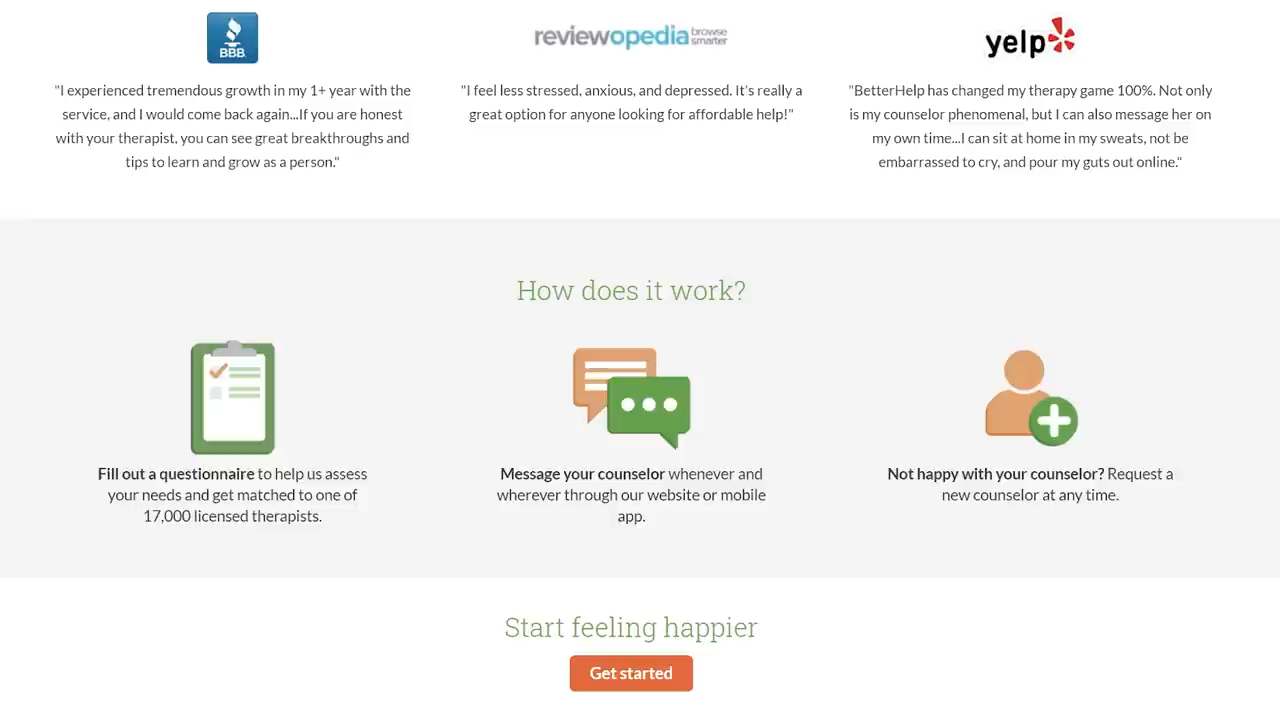 BBB.
reviewopedia browse smarter
yelp
"I experienced tremendous growth in my 1+ year with the
service, and I would come back again...If you are honest
with your therapist, you can see great breakthroughs and
tips to learn and grow as a person."
"I feel less stressed, anxious, and depressed. It's really a
great option for anyone looking for affordable help!"
"BetterHelp has changed my therapy game 100%. Not only
is my counselor phenomenal, but I can also message her on
my own time...I can sit at home in my sweats, not be
embarrassed to cry, and pour my guts out online."
How does it work?
Fill out a questionnaire to help us assess
your needs and get matched to one of
17,000 licensed therapists.
Message your counselor whenever and
wherever through our website or mobile
app.
Not happy with your counselor? Request a
new counselor at any time.
Start feeling happier
Get started